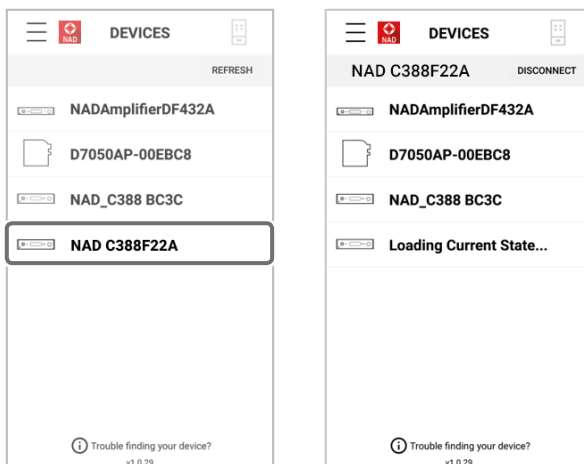 NAD
DEVICES
REFRESH
NADAmplifierDF432A
D7050AP-00EBC8
NAD_C388 BC3C
NAD C388F22A
Trouble finding your device?
v1.0.29
NAD
DEVICES
NAD C388F22A DISCONNECT
NADAmplifierDF432A
D7050AP-00EBC8
NAD_C388 BC3C
Loading Current State...
Trouble finding your device?
v1.0.29